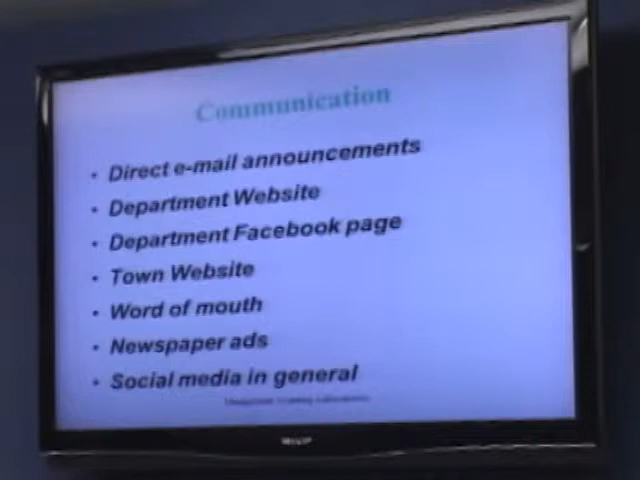 Communication
• Direct e-mail announcements
• Department Website
• Department Facebook page
• Town Website
• Word of mouth
• Newspaper ads
• Social media in general